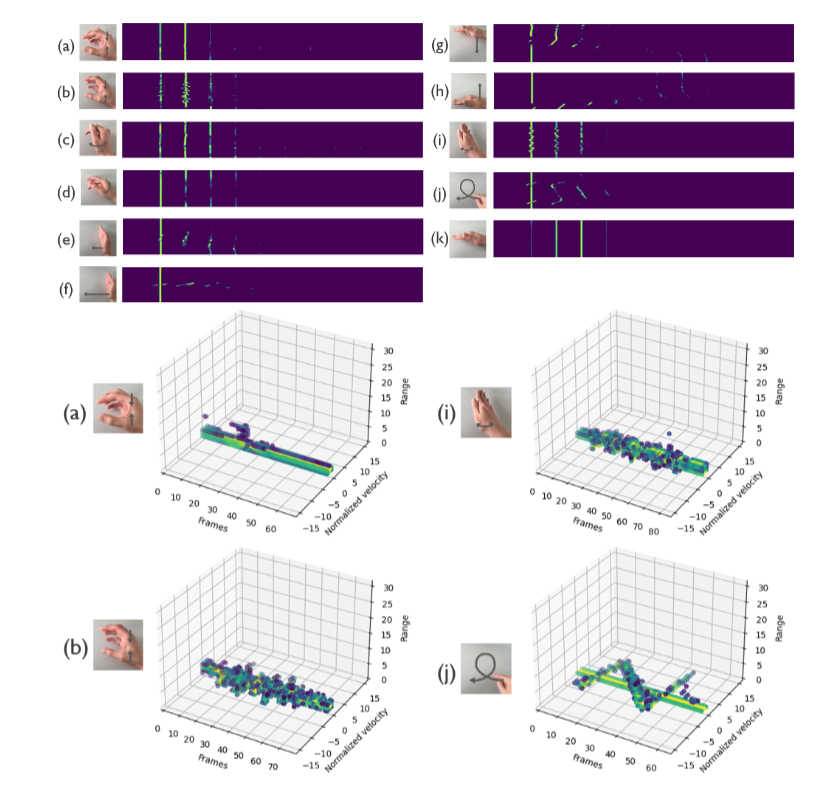 (a)
(b)
(c)
(d)
(e)
(f)
(g)
(h)
(i)
(j)
(k)
(a)
30
25
20
15
10
5
0
Range
15
10
5
0
−5
−10
−15
Normalized velocity
0 10 20 30 40 50 60
Frames
(i)
30
25
20
15
10
5
0
Range
15
10
5
0
−5
−10
−15
Normalized velocity
0 10 20 30 40 50 60 70 80
Frames
(b)
30
25
20
15
10
5
0
Range
15
10
5
0
−5
−10
−15
Normalized velocity
0 10 20 30 40 50 60 70
Frames
(j)
30
25
20
15
10
5
0
Range
15
10
5
0
−5
−10
−15
Normalized velocity
0 10 20 30 40 50 60
Frames